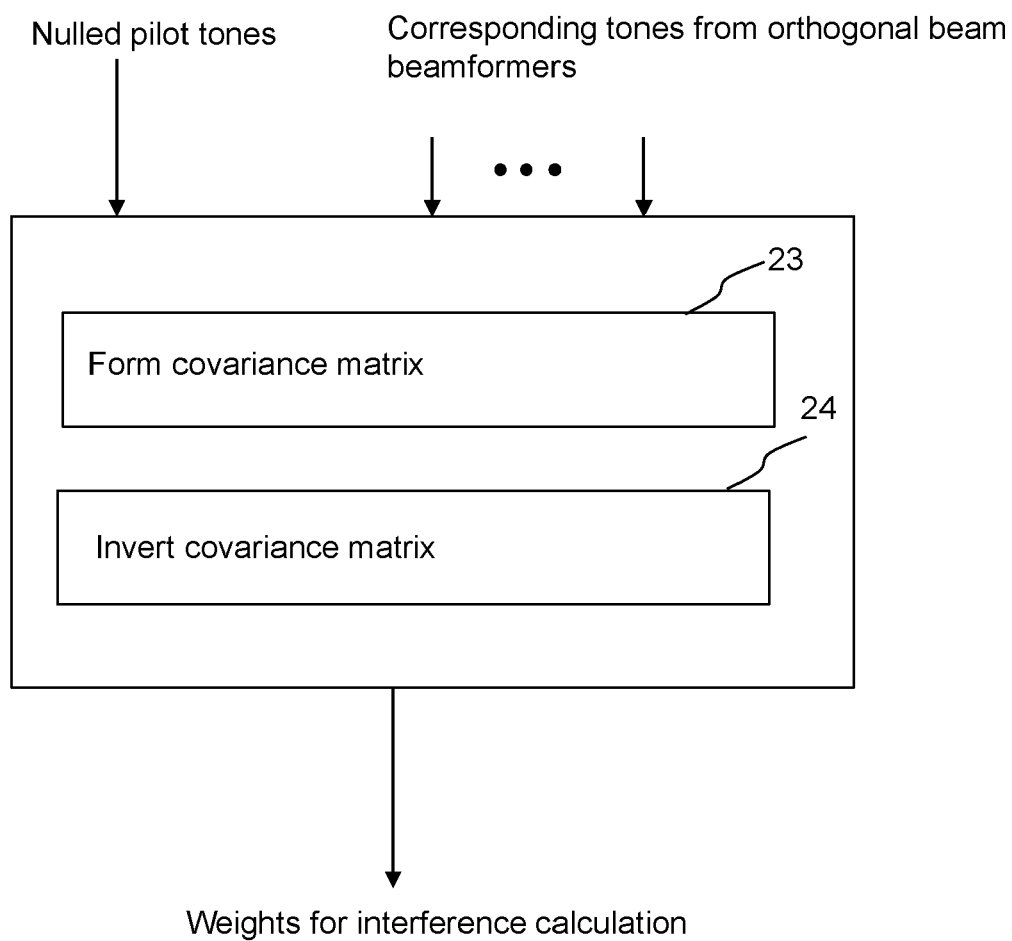 Nulled pilot tones
Corresponding tones from orthogonal beam
beamformers
23
Form covariance matrix
24
Invert covariance matrix
Weights for interference calculation